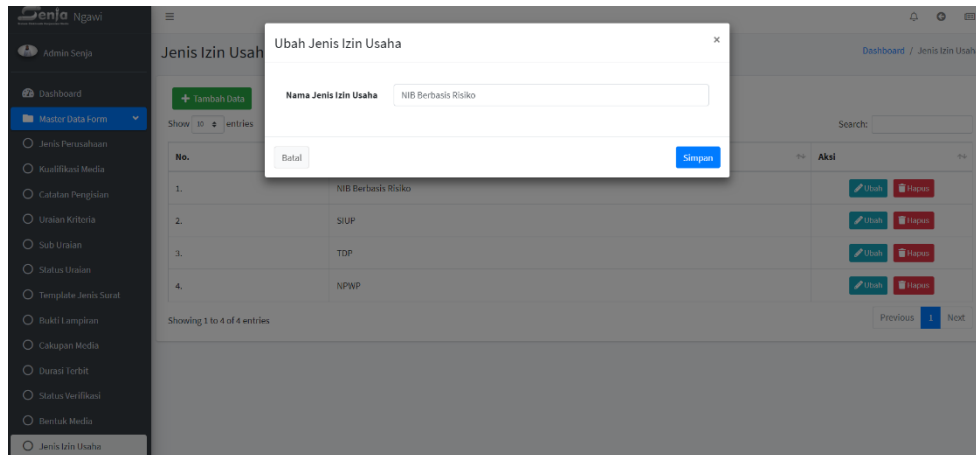 Senja Ngawi
Admin Senja
Dashboard
Master Data Form
Jenis Perusahaan
Kualifikasi Media
Catatan Pengisian
Uraian Kriteria
Sub Uraian
Status Uraian
Template Jenis Surat
Bukti Lampiran
Cakupan Media
Durasi Terbit
Status Verifikasi
Bentuk Media
Jenis Izin Usaha
Jenis Izin Usah
Dashboard / Jenis Izin Usah
Ubah Jenis Izin Usaha ×
Nama Jenis Izin Usaha NIB Berbasis Risiko
Batal Simpan
+ Tambah Data
Show 10 entries Search:
No. Aksi
1. NIB Berbasis Risiko Ubah Hapus
2. SIUP Ubah Hapus
3. TDP Ubah Hapus
4. NPWP Ubah Hapus
Showing 1 to 4 of 4 entries Previous 1 Next